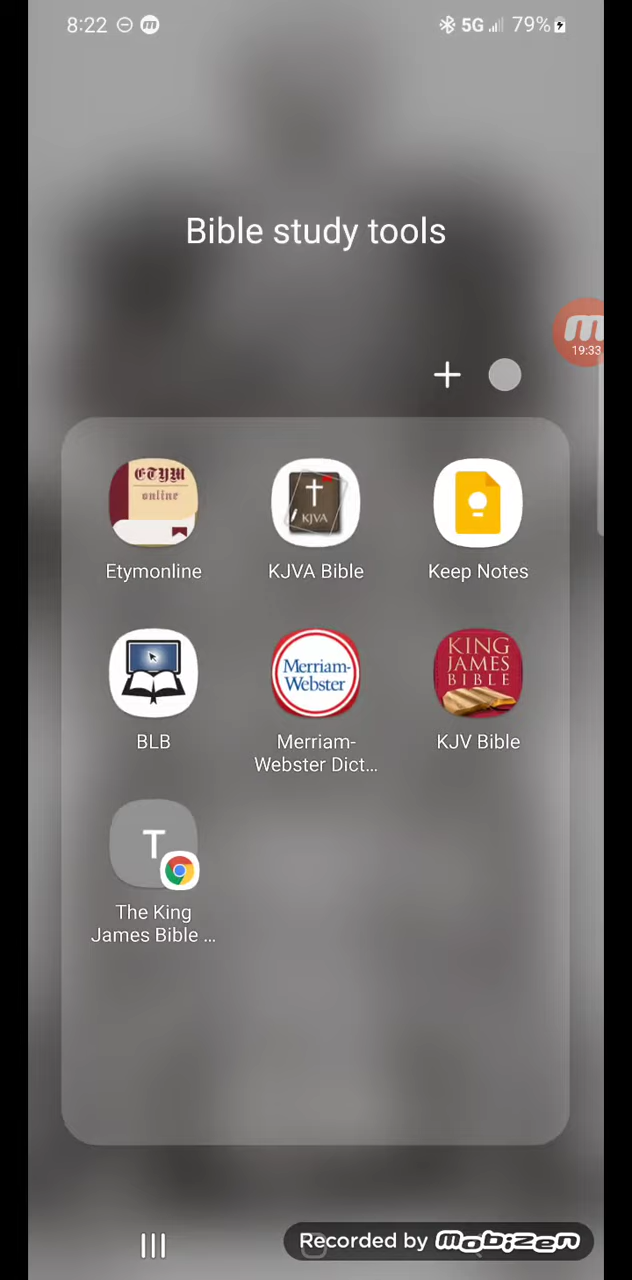 8:22
5G 79%
Bible study tools
19:33
ETYM
online
KJVA
Etymonline
KJVA Bible
Keep Notes
Merriam-
Webster
KING
JAMES
BIBLE
BLB
Merriam-
Webster Dict...
KJV Bible
T
The King
James Bible ...
Recorded by mobizen